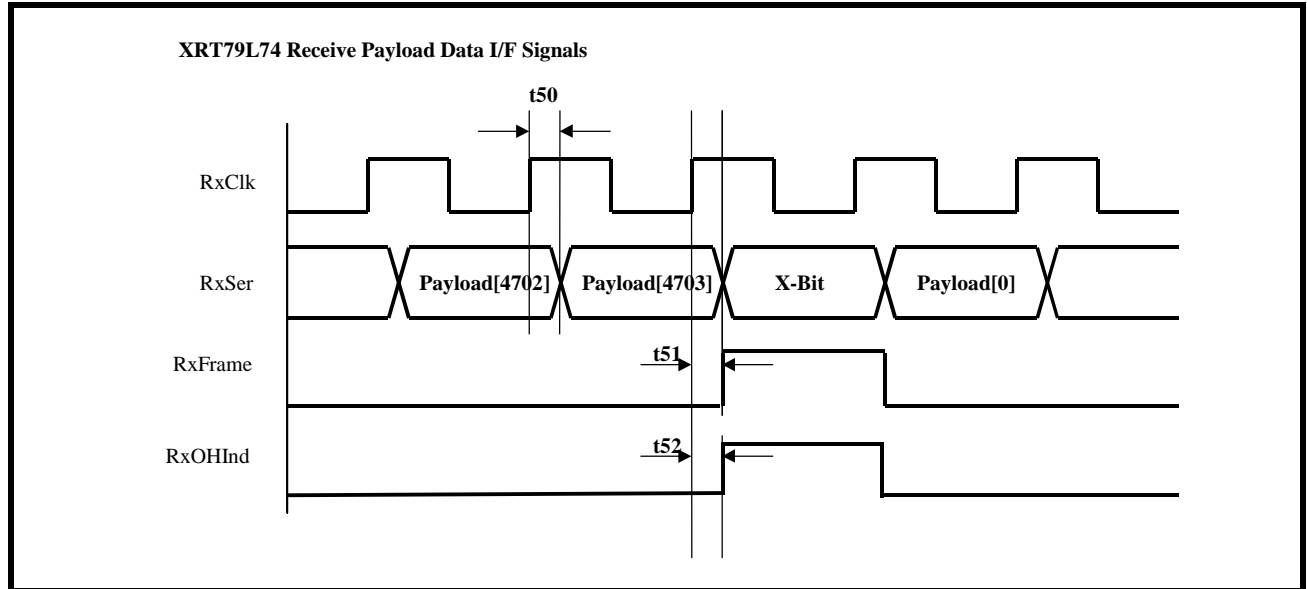 XRT79L74 Receive Payload Data I/F Signals
t50
RxClk
RxSer
Payload[4702]
Payload[4703]
X-Bit
Payload[0]
RxFrame
t51
RxOHInd
t52